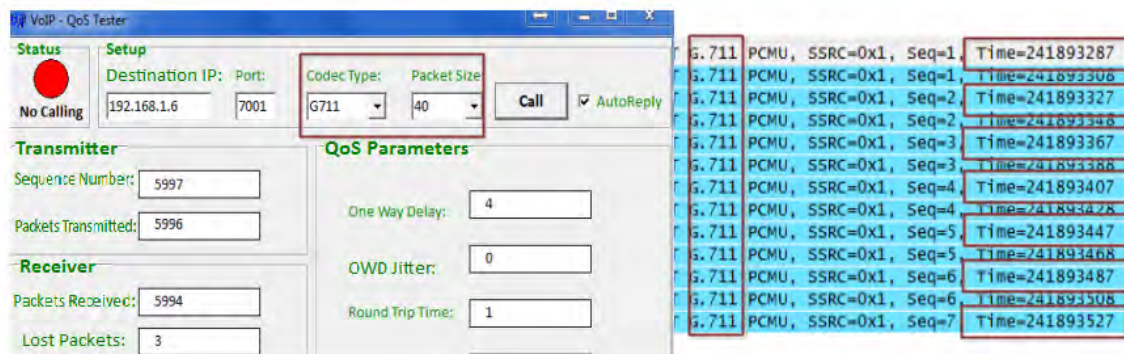 VoIP - QoS Tester
Status
No Calling
Setup
Destination IP: Port:
192.168.1.6 7001
Codec Type: Packet Size
G711 40
Call
AutoReply
Transmitter
Sequence Number: 5997
Packets Transmitted: 5996
Receiver
Packets Received: 5994
Lost Packets: 3
QoS Parameters
One Way Delay: 4
OWD Jitter: 0
Round Trip Time: 1
T G.711 PCMU, SSRC=0x1, Seq=1, Time=241893287
T G.711 PCMU, SSRC=0x1, Seq=1, Time=241893308
T G.711 PCMU, SSRC=0x1, Seq=2, Time=241893327
T G.711 PCMU, SSRC=0x1, Seq=2, Time=241893348
T G.711 PCMU, SSRC=0x1, Seq=3, Time=241893367
T G.711 PCMU, SSRC=0x1, Seq=3, Time=241893388
T G.711 PCMU, SSRC=0x1, Seq=4, Time=241893407
T G.711 PCMU, SSRC=0x1, Seq=4, Time=241893428
T G.711 PCMU, SSRC=0x1, Seq=5, Time=241893447
T G.711 PCMU, SSRC=0x1, Seq=5, Time=241893468
T G.711 PCMU, SSRC=0x1, Seq=6, Time=241893487
T G.711 PCMU, SSRC=0x1, Seq=6, Time=241893508
T G.711 PCMU, SSRC=0x1, Seq=7, Time=241893527